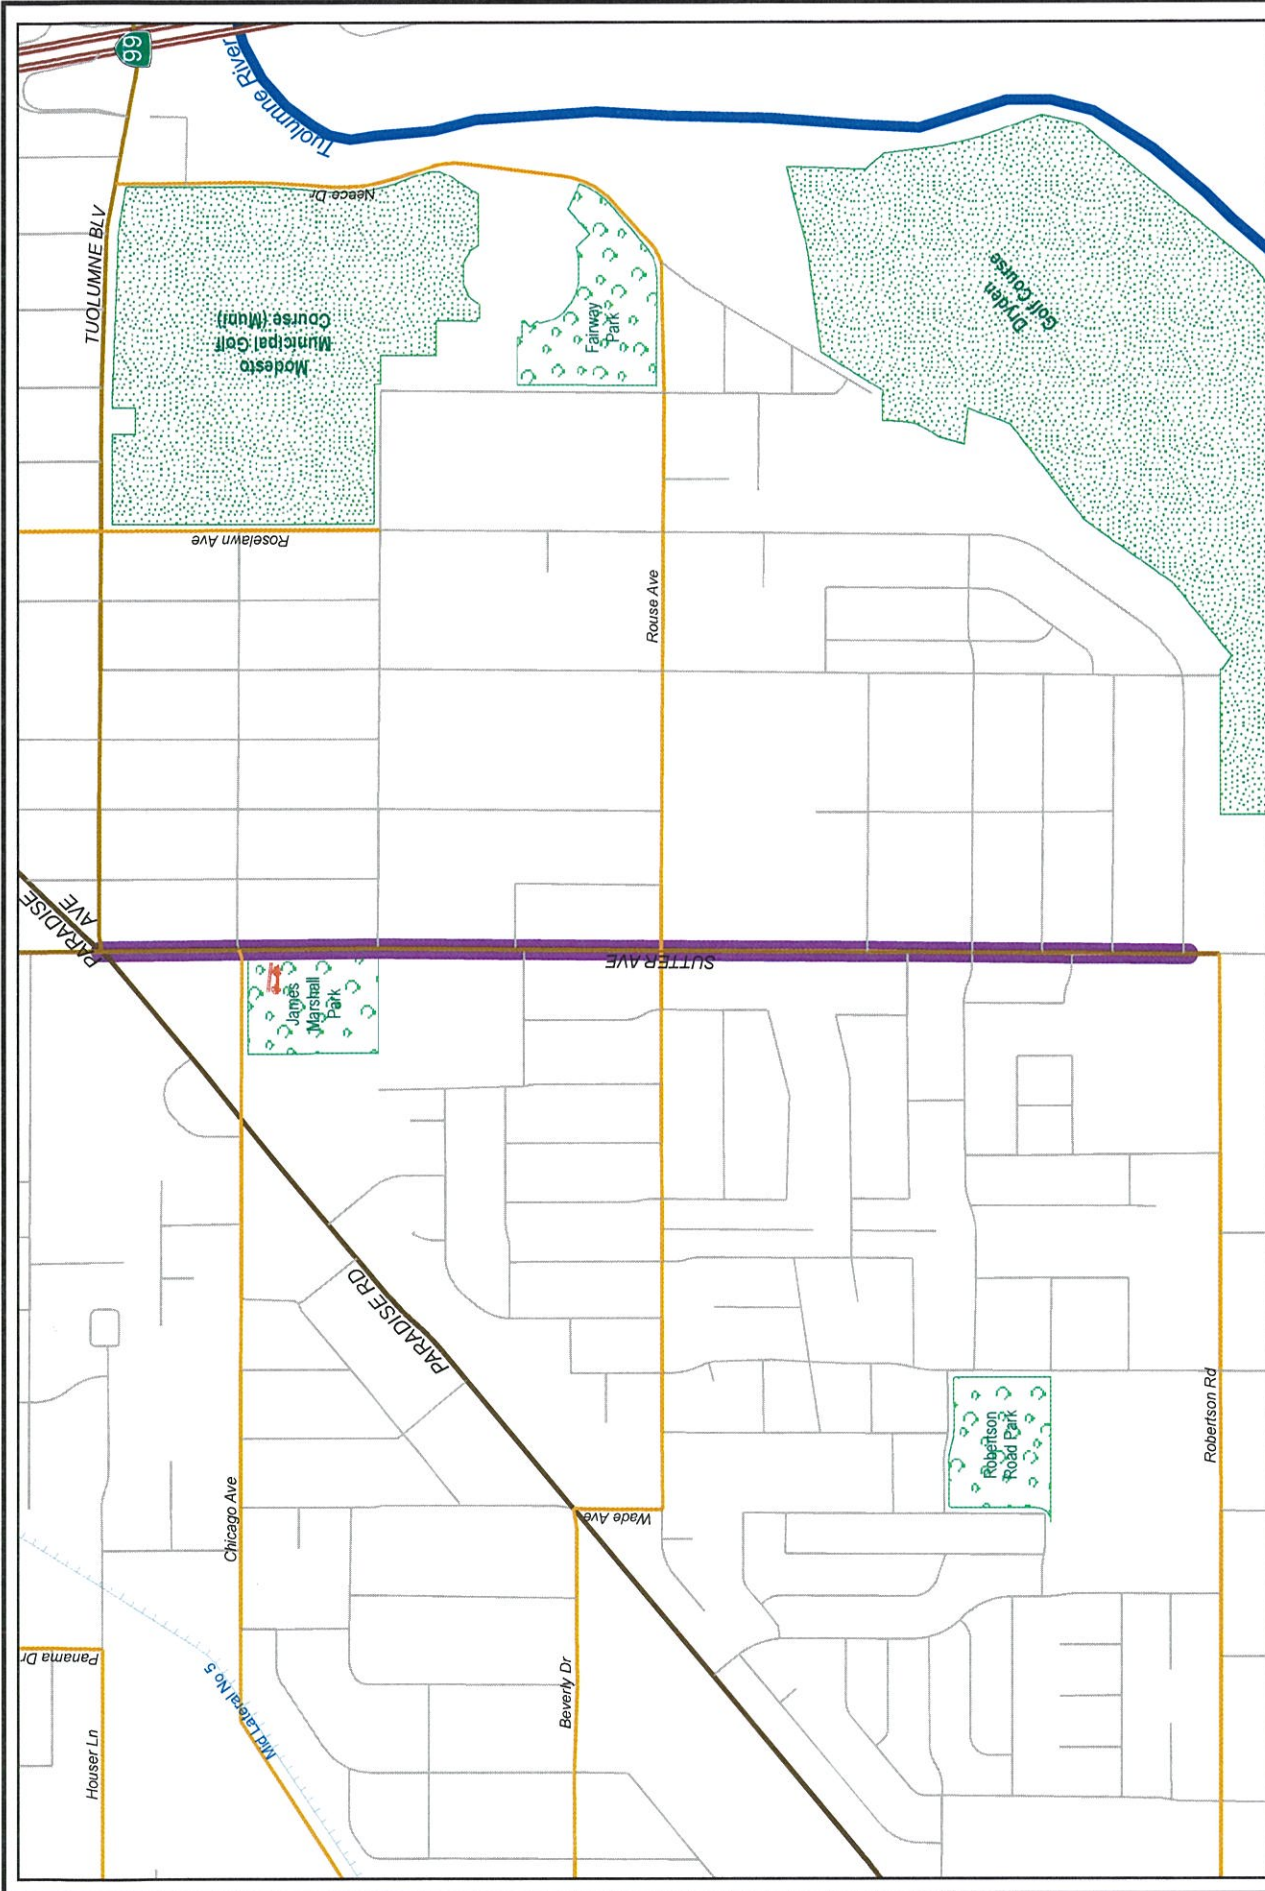 99
Tuolumne River
TUOLUMNE BLV
Neece Dr
Modesto
Municipal Golf
Course (Muni)
Fairway
Park
Dryden
Golf Course
Roselawn Ave
Rouse Ave
PARADISE
AVE
SUTTER AVE
James
Marshall
Park
PARADISE RD
Chicago Ave
Robertson
Road Park
Robertson Rd
Wade Ave
Beverly Dr
Panama Dr
Houser Ln
Mid Lateral No 5